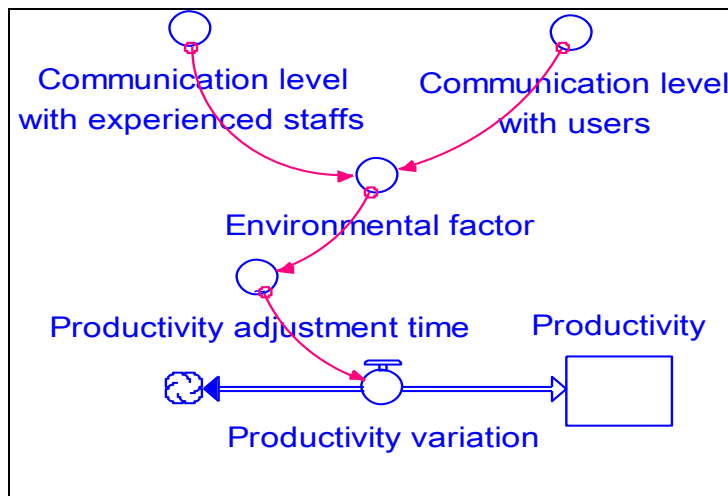 Communication level
with experienced staffs
Communication level
with users
Environmental factor
Productivity adjustment time
Productivity
Productivity variation